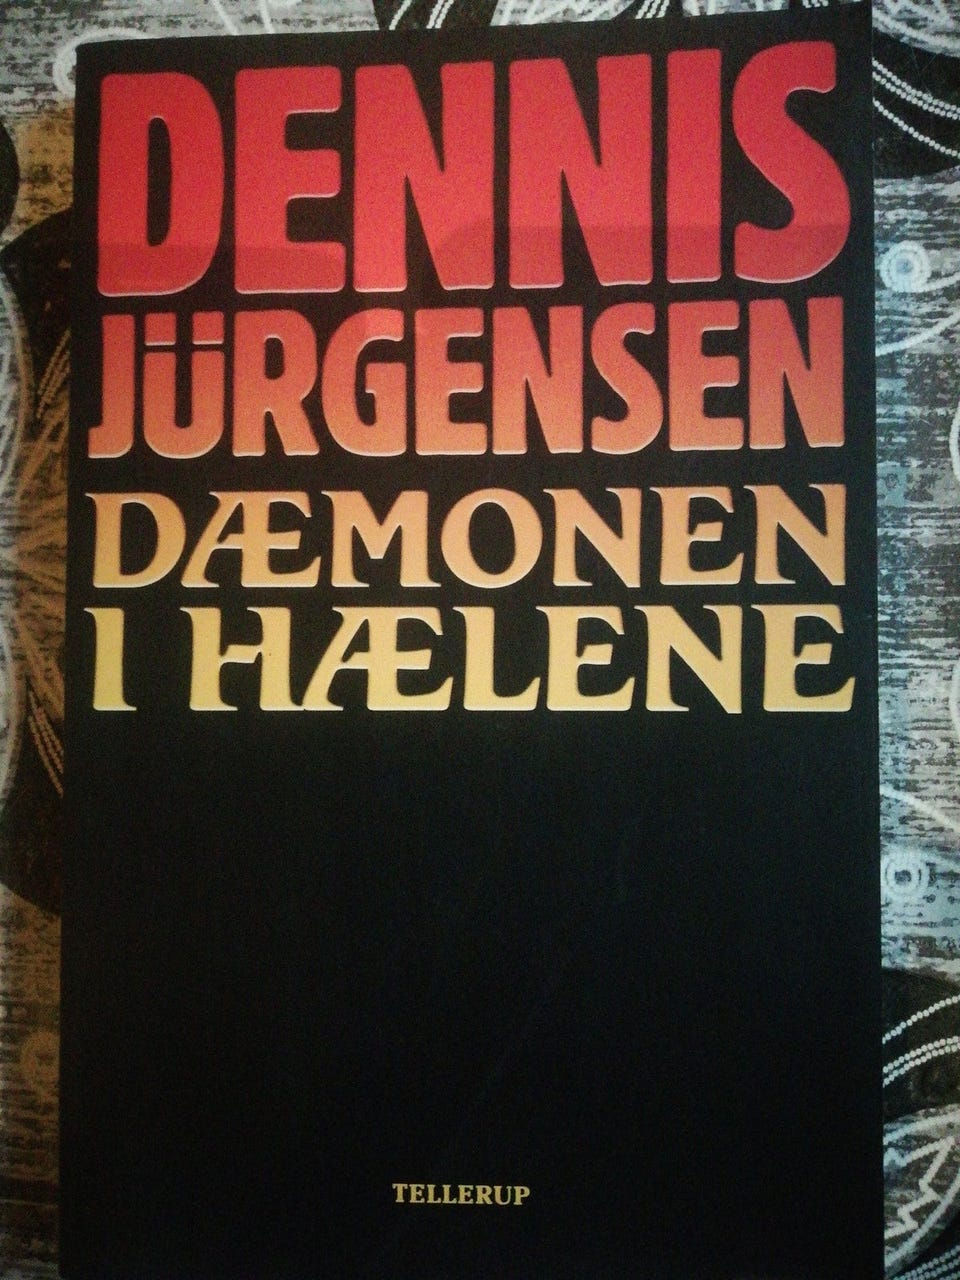 DENNIS
JÜRGENSEN
DÆMONEN
I HÆLENE
TELLERUP